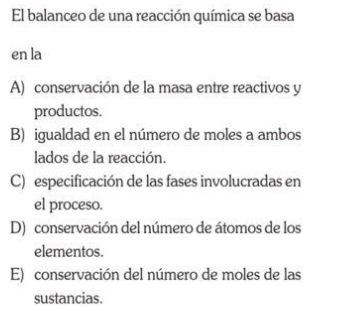 El balanceo de una reacción química se basa
en la
A) conservación de la masa entre reactivos y
productos.
B) igualdad en el número de moles a ambos
lados de la reacción.
C) especificación de las fases involucradas en
el proceso.
D) conservación del número de átomos de los
elementos.
E) conservación del número de moles de las
sustancias.